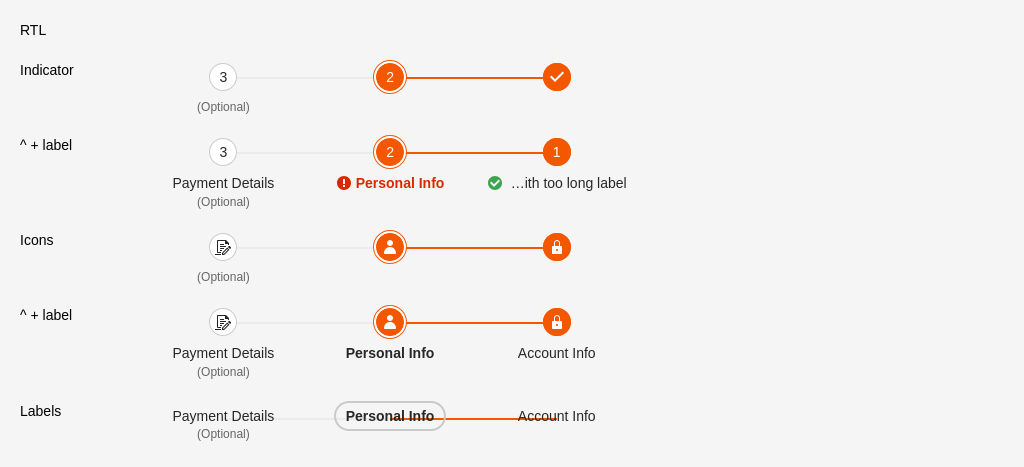 RTL
Indicator
3 2
(Optional)
^ + label
3 2 1
Payment Details Personal Info …ith too long label
(Optional)
Icons
(Optional)
^ + label
Payment Details Personal Info Account Info
(Optional)
Labels
Payment Details Personal Info Account Info
(Optional)